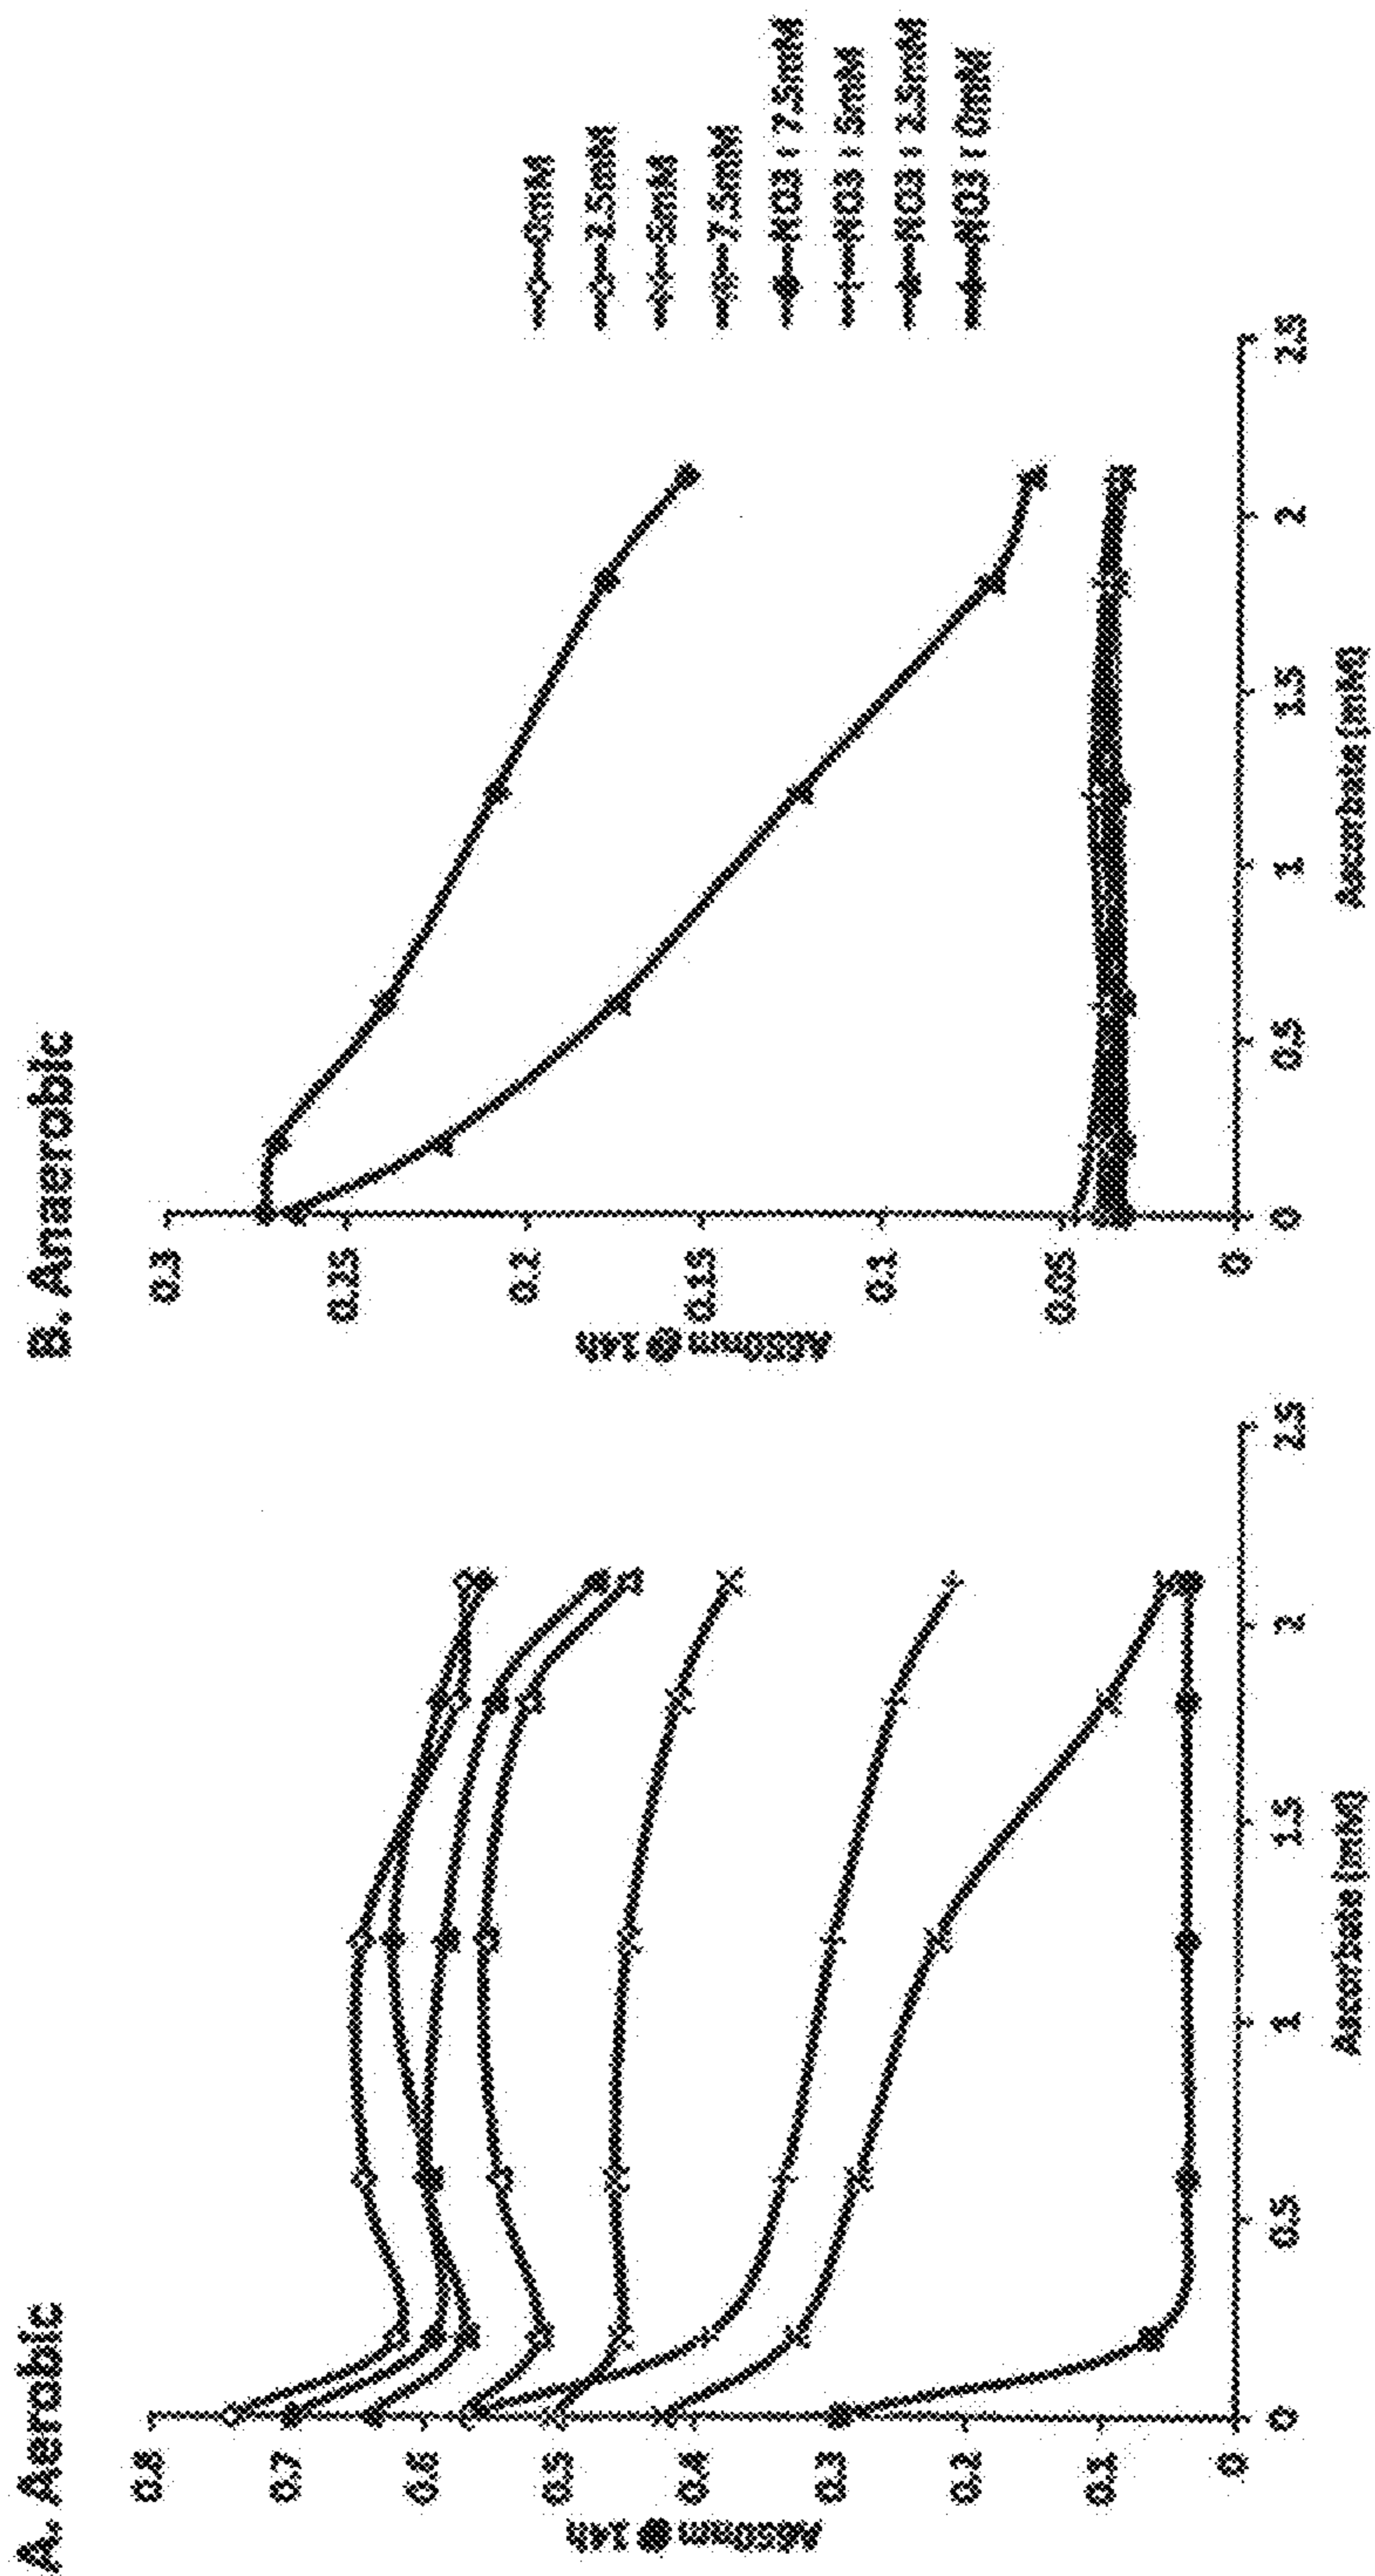 A. Aerobic
0.8
0.7
0.6
0.5
0.4
0.3
0.2
0.1
0
A650nm @ 14h
0
0.5
1
1.5
2
2.5
Ascorbate (mM)
B. Anaerobic
0.3
0.25
0.2
0.15
0.1
0.05
0
A650nm @ 14h
0
0.5
1
1.5
2
2.5
Ascorbate (mM)
0mM
2.5mM
5mM
7.5mM
NO3 : 7.5mM
NO3 : 5mM
NO3 : 2.5mM
NO3 : 0mM